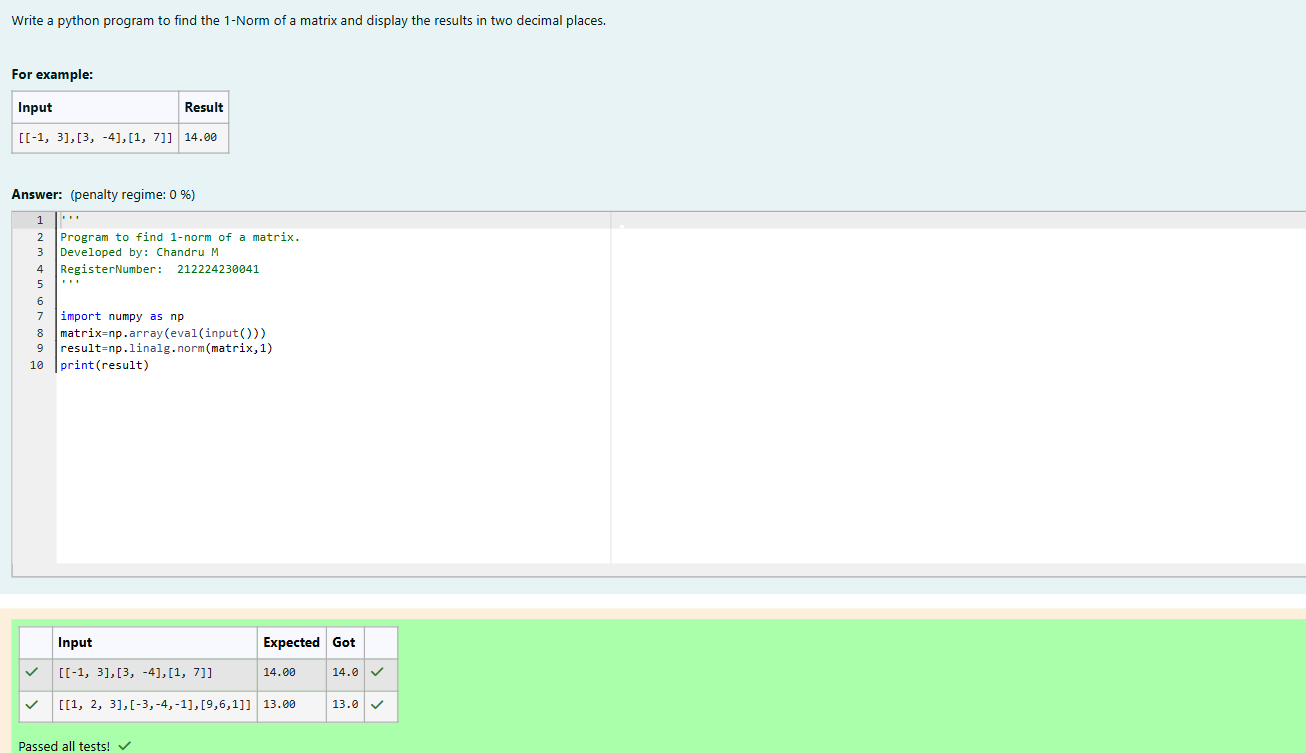 Write a python program to find the 1-Norm of a matrix and display the results in two decimal places.
For example:
Input Result
[[-1, 3],[3, -4],[1, 7]] 14.00
Answer: (penalty regime: 0 %)
1 '''
2 Program to find 1-norm of a matrix.
3 Developed by: Chandru M
4 RegisterNumber:  212224230041
5 '''
6
7 import numpy as np
8 matrix=np.array(eval(input()))
9 result=np.linalg.norm(matrix,1)
10 print(result)
Input Expected Got
[[-1, 3],[3, -4],[1, 7]] 14.00 14.0
[[1, 2, 3],[-3,-4,-1],[9,6,1]] 13.00 13.0
Passed all tests!